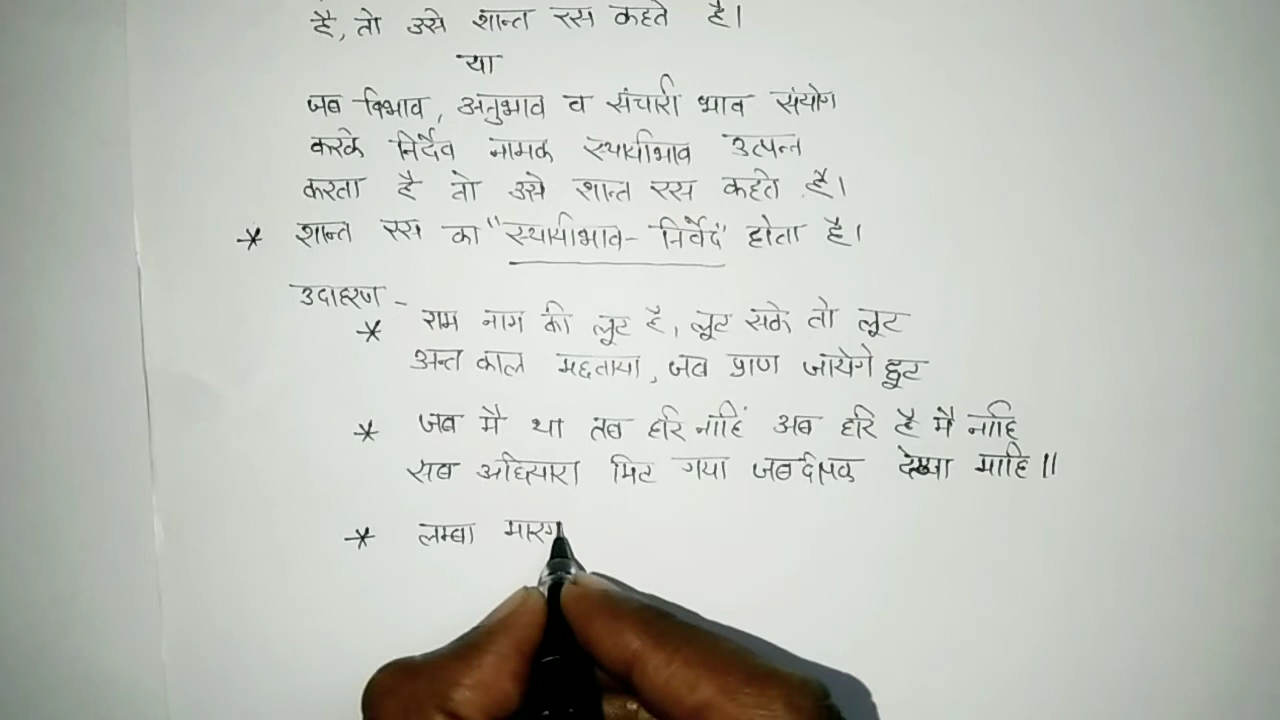 है, तो उसे शान्त रस कहते है।
या
जब विभाव, अनुभाव व संचारी भाव संयोग
करके निर्देव नामक स्थायीभाव उत्पन्न
करता है तो उसे शान्त रस कहते है।
* शान्त रस का "स्थायीभाव - निर्वेद" होता है।
उदाहरण -
* राम नाम की लूट है, लूट सके तो लूट
अन्त काल पछताया, जब प्राण जायेगे छूट
* जब मै था तब हरि नाहिं अब हरि है मै नाहि
सब अधियारा मिट गया जब दीपक देखा माहि॥
* लम्बा मारग